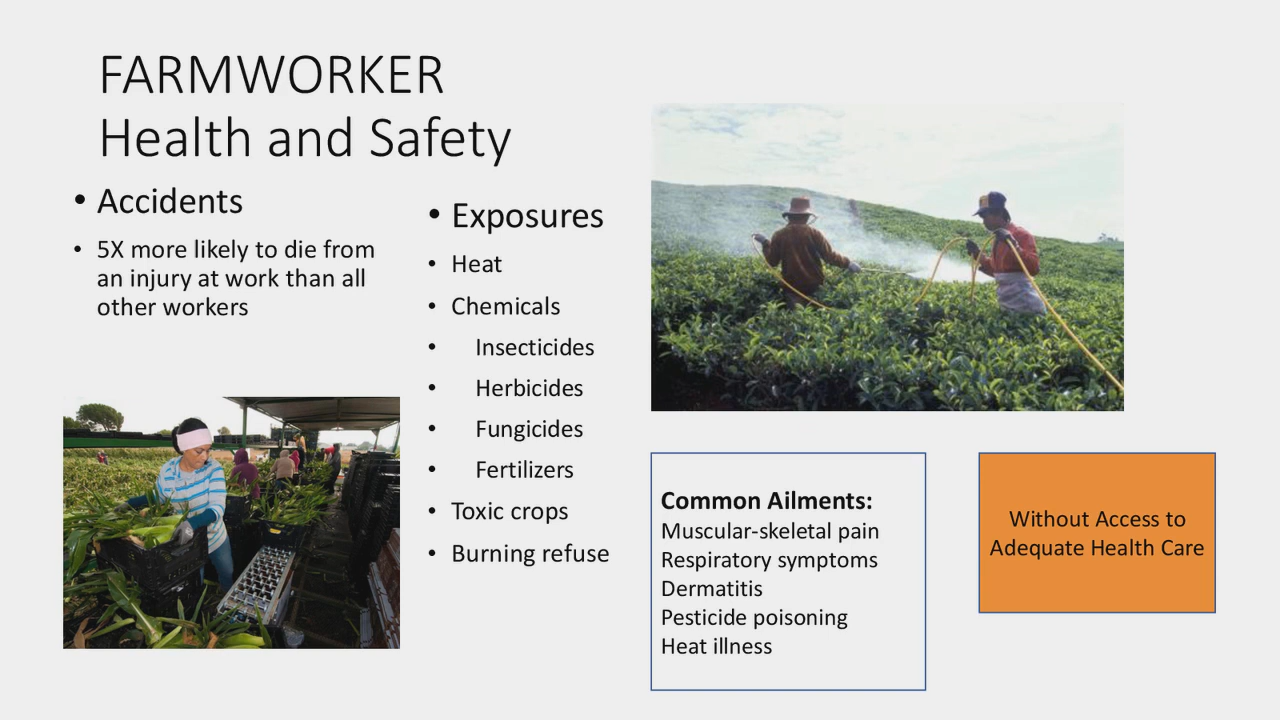 FARMWORKER
Health and Safety
• Accidents
• 5X more likely to die from
an injury at work than all
other workers
• Exposures
• Heat
• Chemicals
• Insecticides
• Herbicides
• Fungicides
• Fertilizers
• Toxic crops
• Burning refuse
Common Ailments:
Muscular-skeletal pain
Respiratory symptoms
Dermatitis
Pesticide poisoning
Heat illness
Without Access to
Adequate Health Care